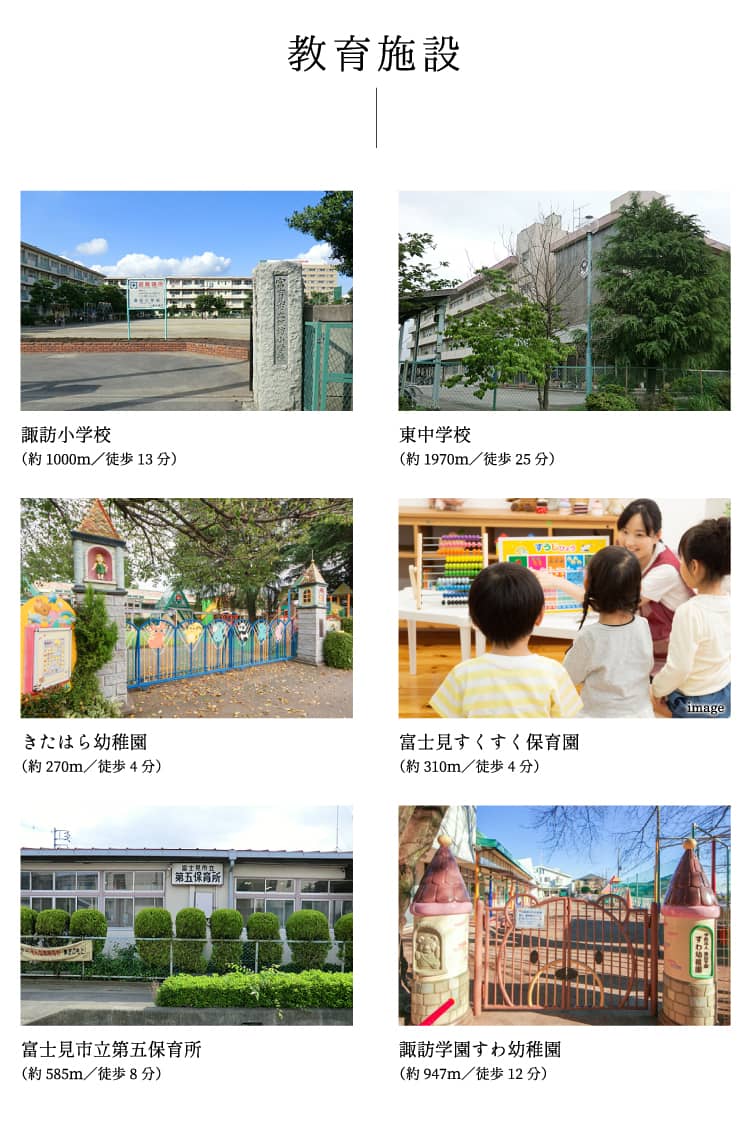 教育施設
諏訪小学校
（約 1000m／徒歩 13 分）
東中学校
（約 1970m／徒歩 25 分）
きたはら幼稚園
（約 270m／徒歩 4 分）
image
富士見すくすく保育園
（約 310m／徒歩 4 分）
富士見市立
第五保育所
富士見市立第五保育所
（約 585m／徒歩 8 分）
すわ幼稚園
諏訪学園すわ幼稚園
（約 947m／徒歩 12 分）